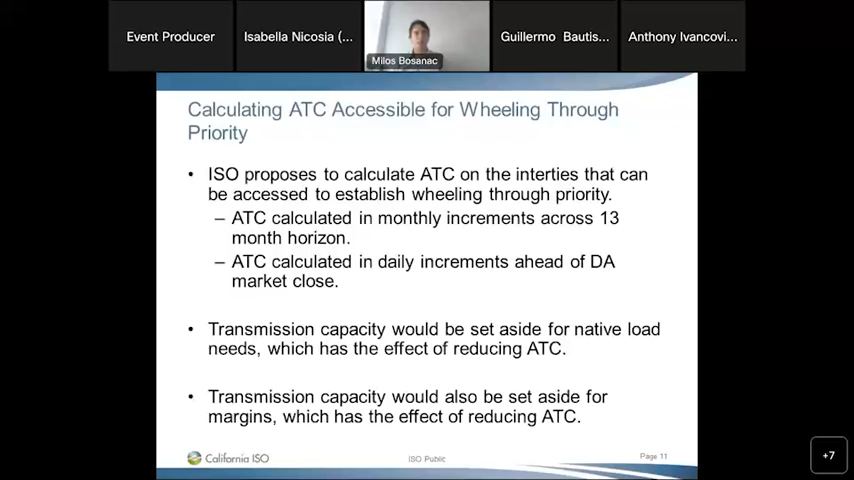 Event Producer
Isabella Nicosia (...
Milos Bosanac
Guillermo Bautis...
Anthony Ivancovi...
Calculating ATC Accessible for Wheeling Through
Priority
• ISO proposes to calculate ATC on the interties that can
be accessed to establish wheeling through priority.
– ATC calculated in monthly increments across 13
month horizon.
– ATC calculated in daily increments ahead of DA
market close.
• Transmission capacity would be set aside for native load
needs, which has the effect of reducing ATC.
• Transmission capacity would also be set aside for
margins, which has the effect of reducing ATC.
California ISO
ISO Public
Page 11
+7